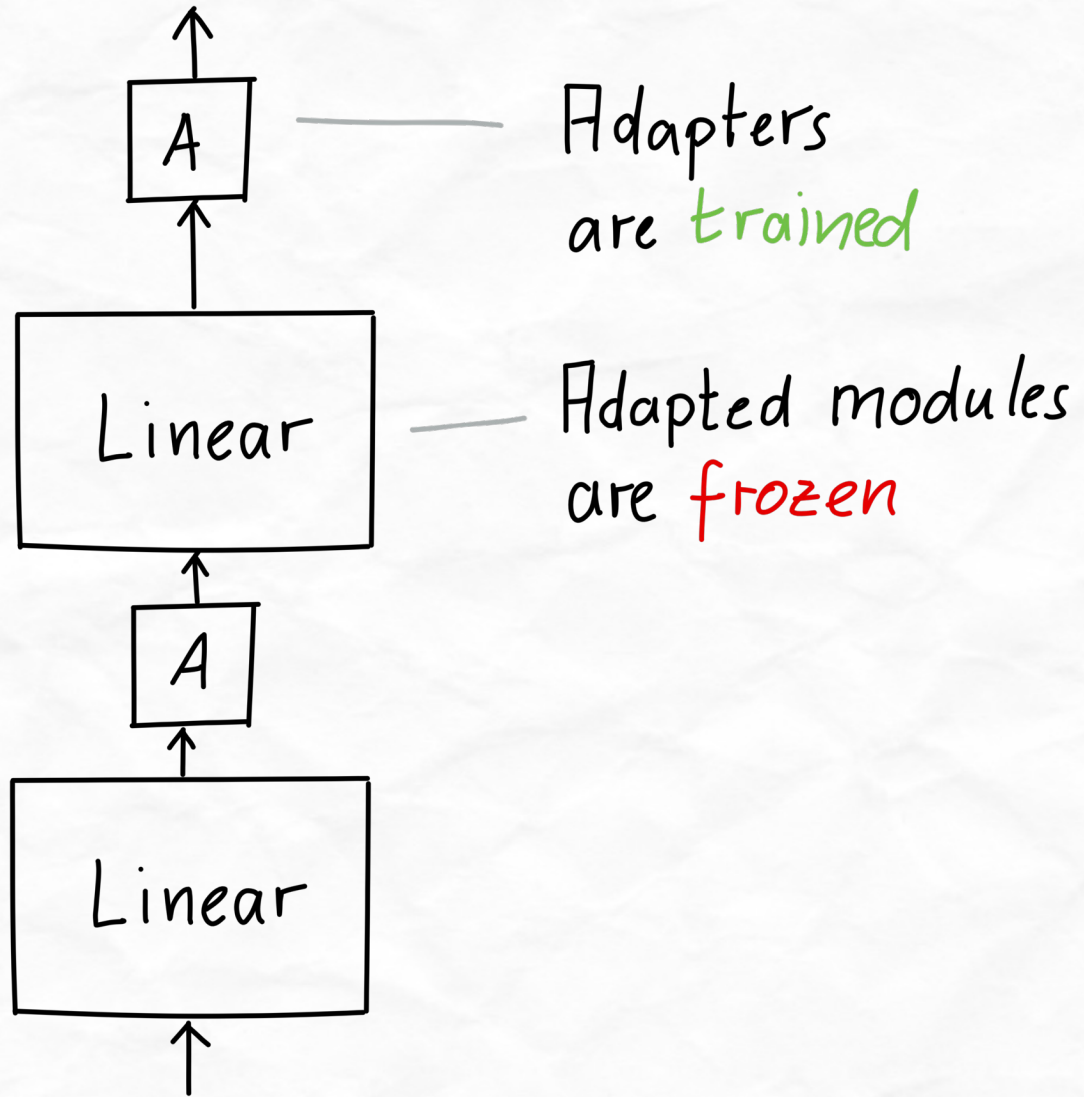 A
Adapters
are trained
Linear
Adapted modules
are frozen
A
Linear